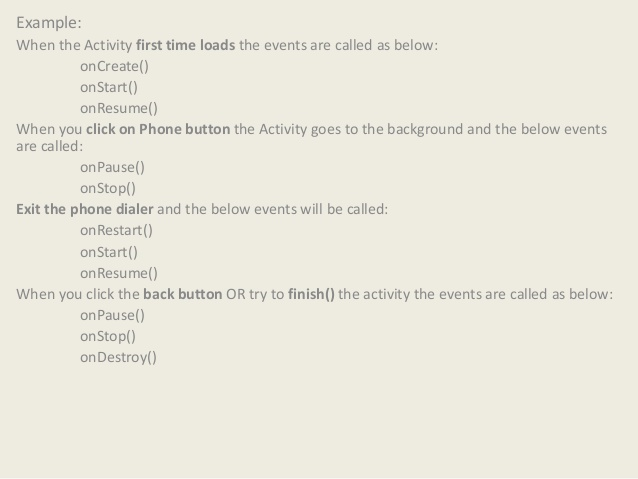 Example:
When the Activity first time loads the events are called as below:
onCreate()
onStart()
onResume()
When you click on Phone button the Activity goes to the background and the below events
are called:
onPause()
onStop()
Exit the phone dialer and the below events will be called:
onRestart()
onStart()
onResume()
When you click the back button OR try to finish() the activity the events are called as below:
onPause()
onStop()
onDestroy()